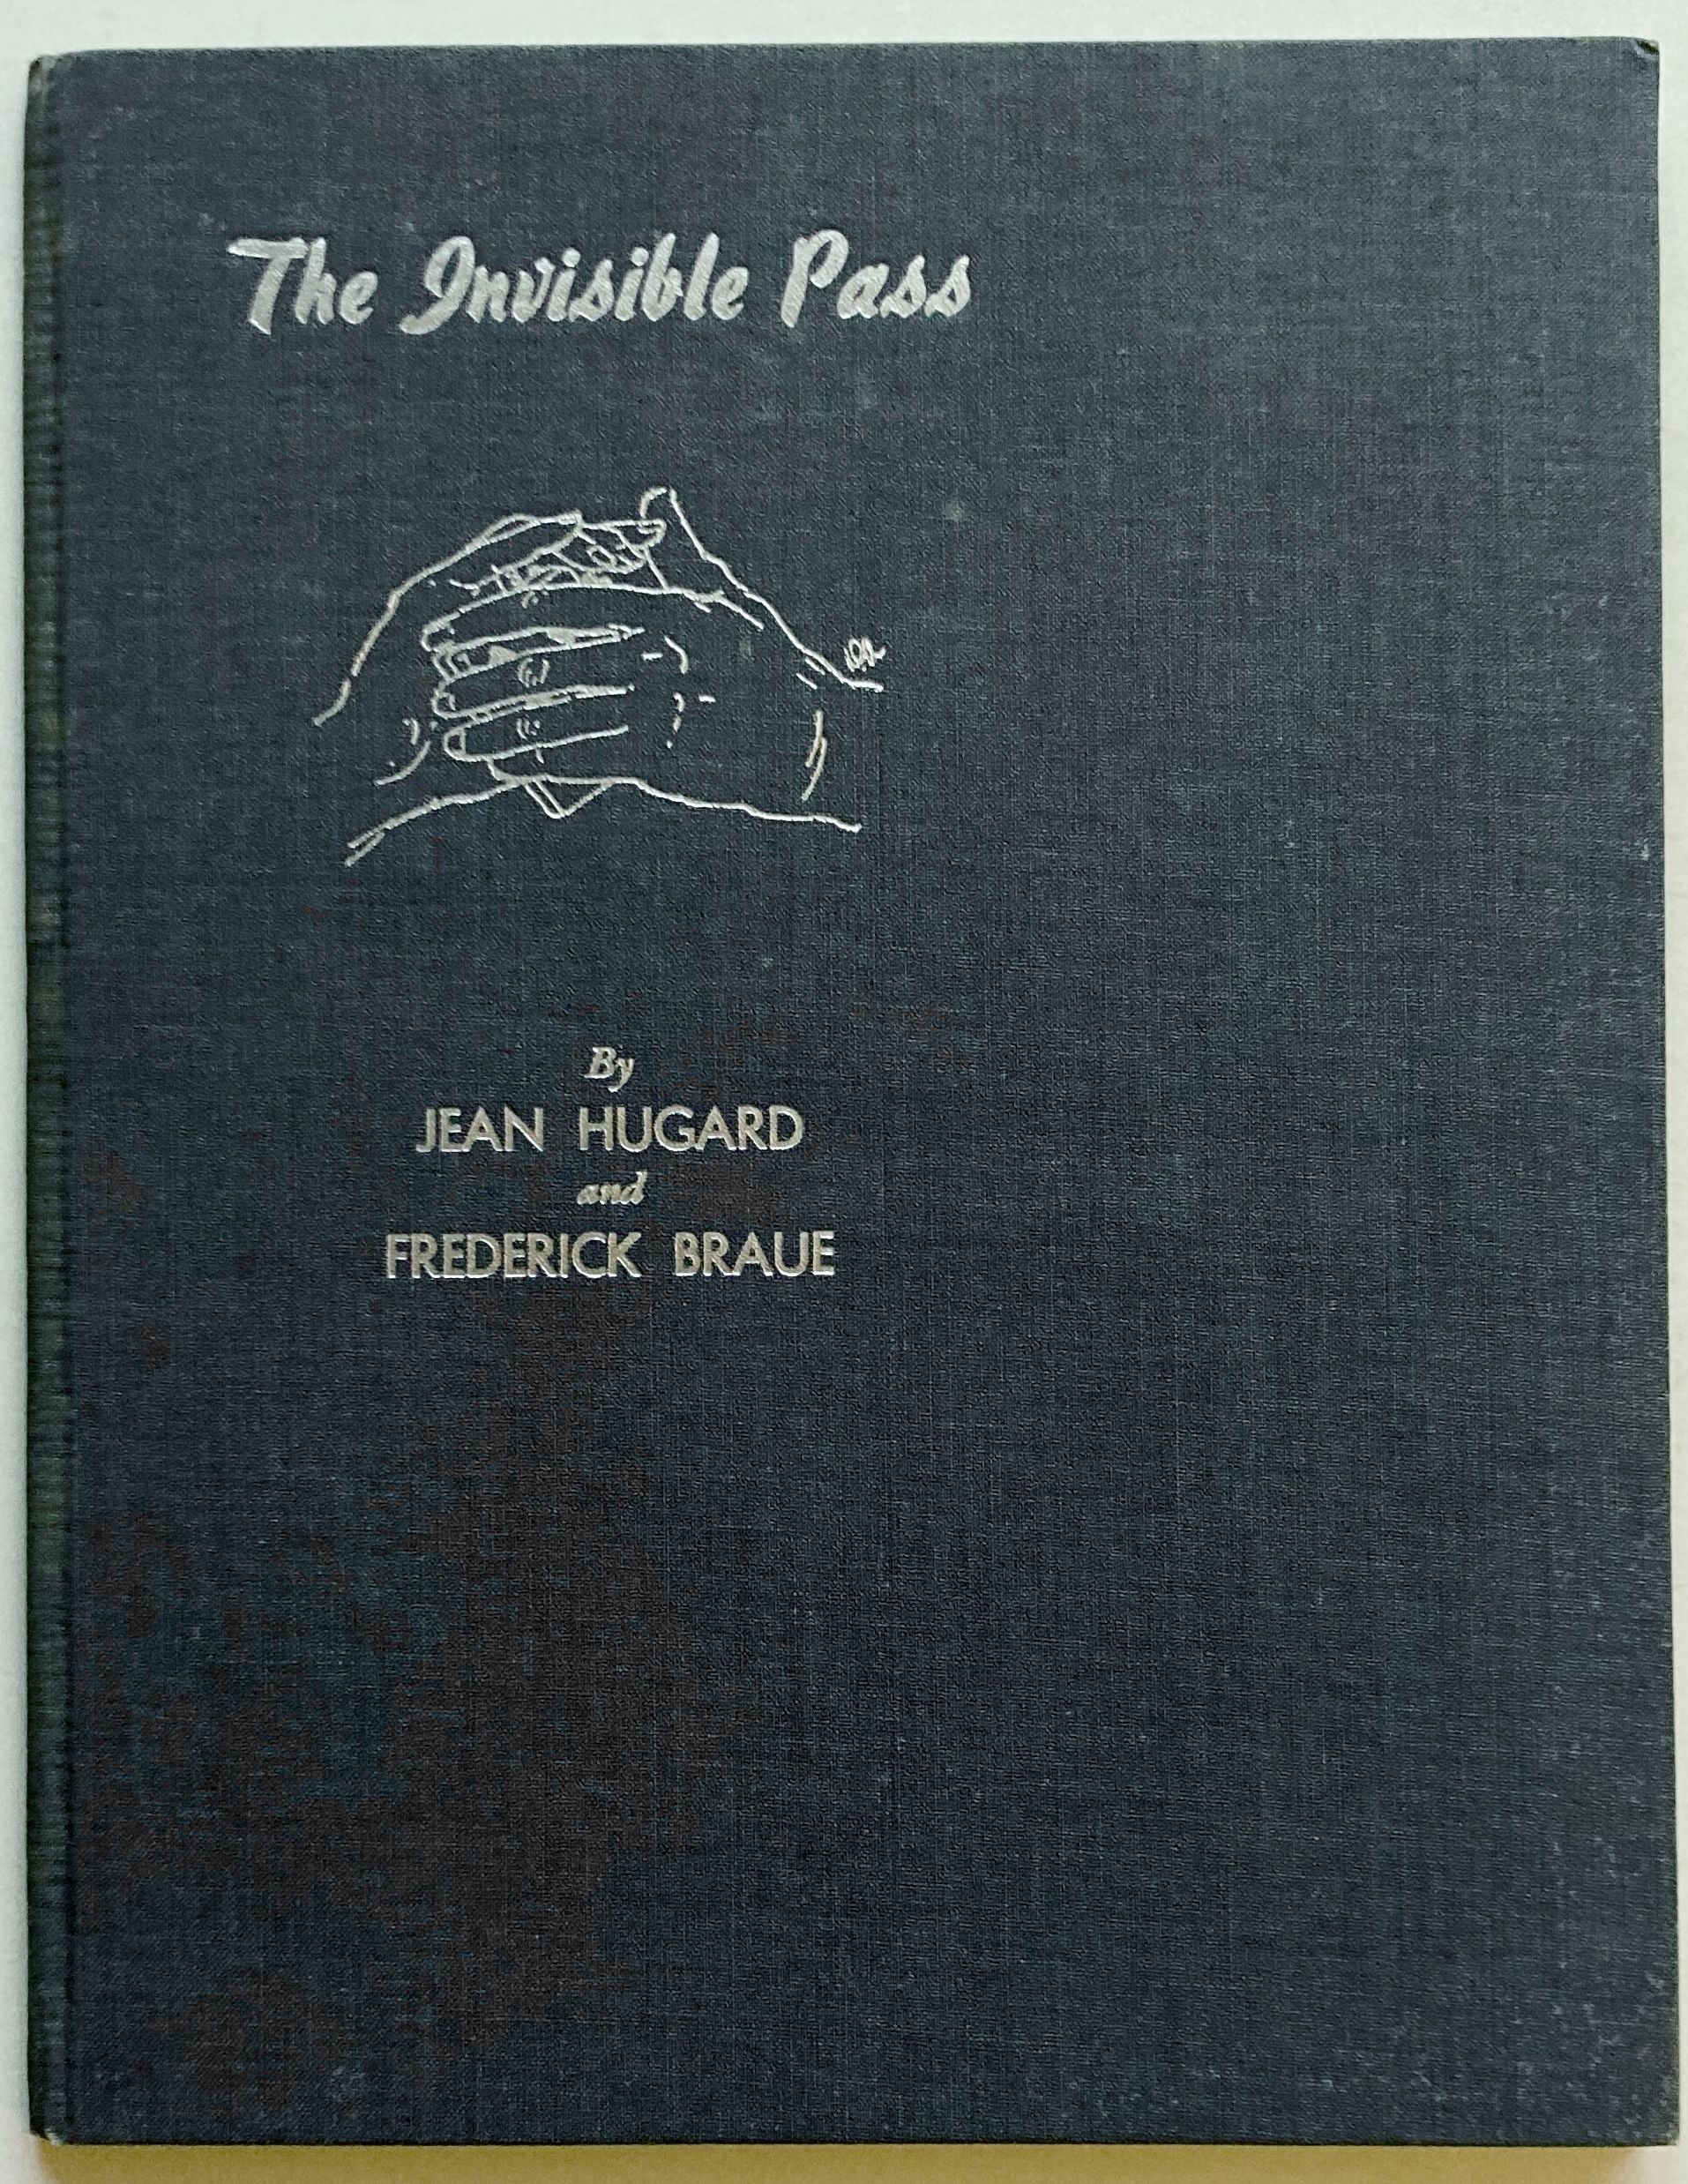 The Invisible Pass
By
JEAN HUGARD
and
FREDERICK BRAUE